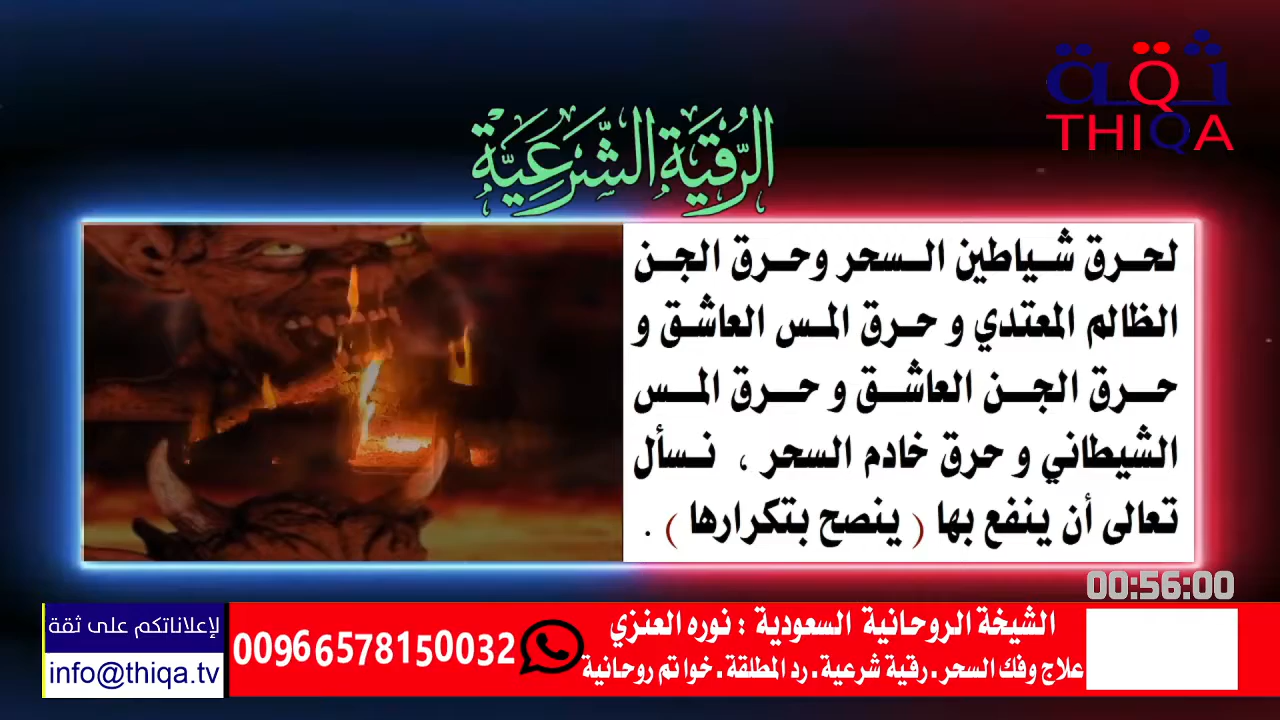 ثقة
THIQA
الرُقيَة الشَّرعِيَّة
لحرق شياطين السحر وحرق الجن
الظالم المعتدي و حرق المس العاشق و
حرق الجن العاشق و حرق المس
الشيطاني و حرق خادم السحر ، نسأل
تعالى أن ينفع بها ( ينصح بتكرارها ) .
00:56:00
الشيخة الروحانية السعودية : نوره العنزي
علاج وفك السحر . رقية شرعية . رد المطلقة . خواتم روحانية
00966578150032
لإعلاناتكم على ثقة
info@thiqa.tv